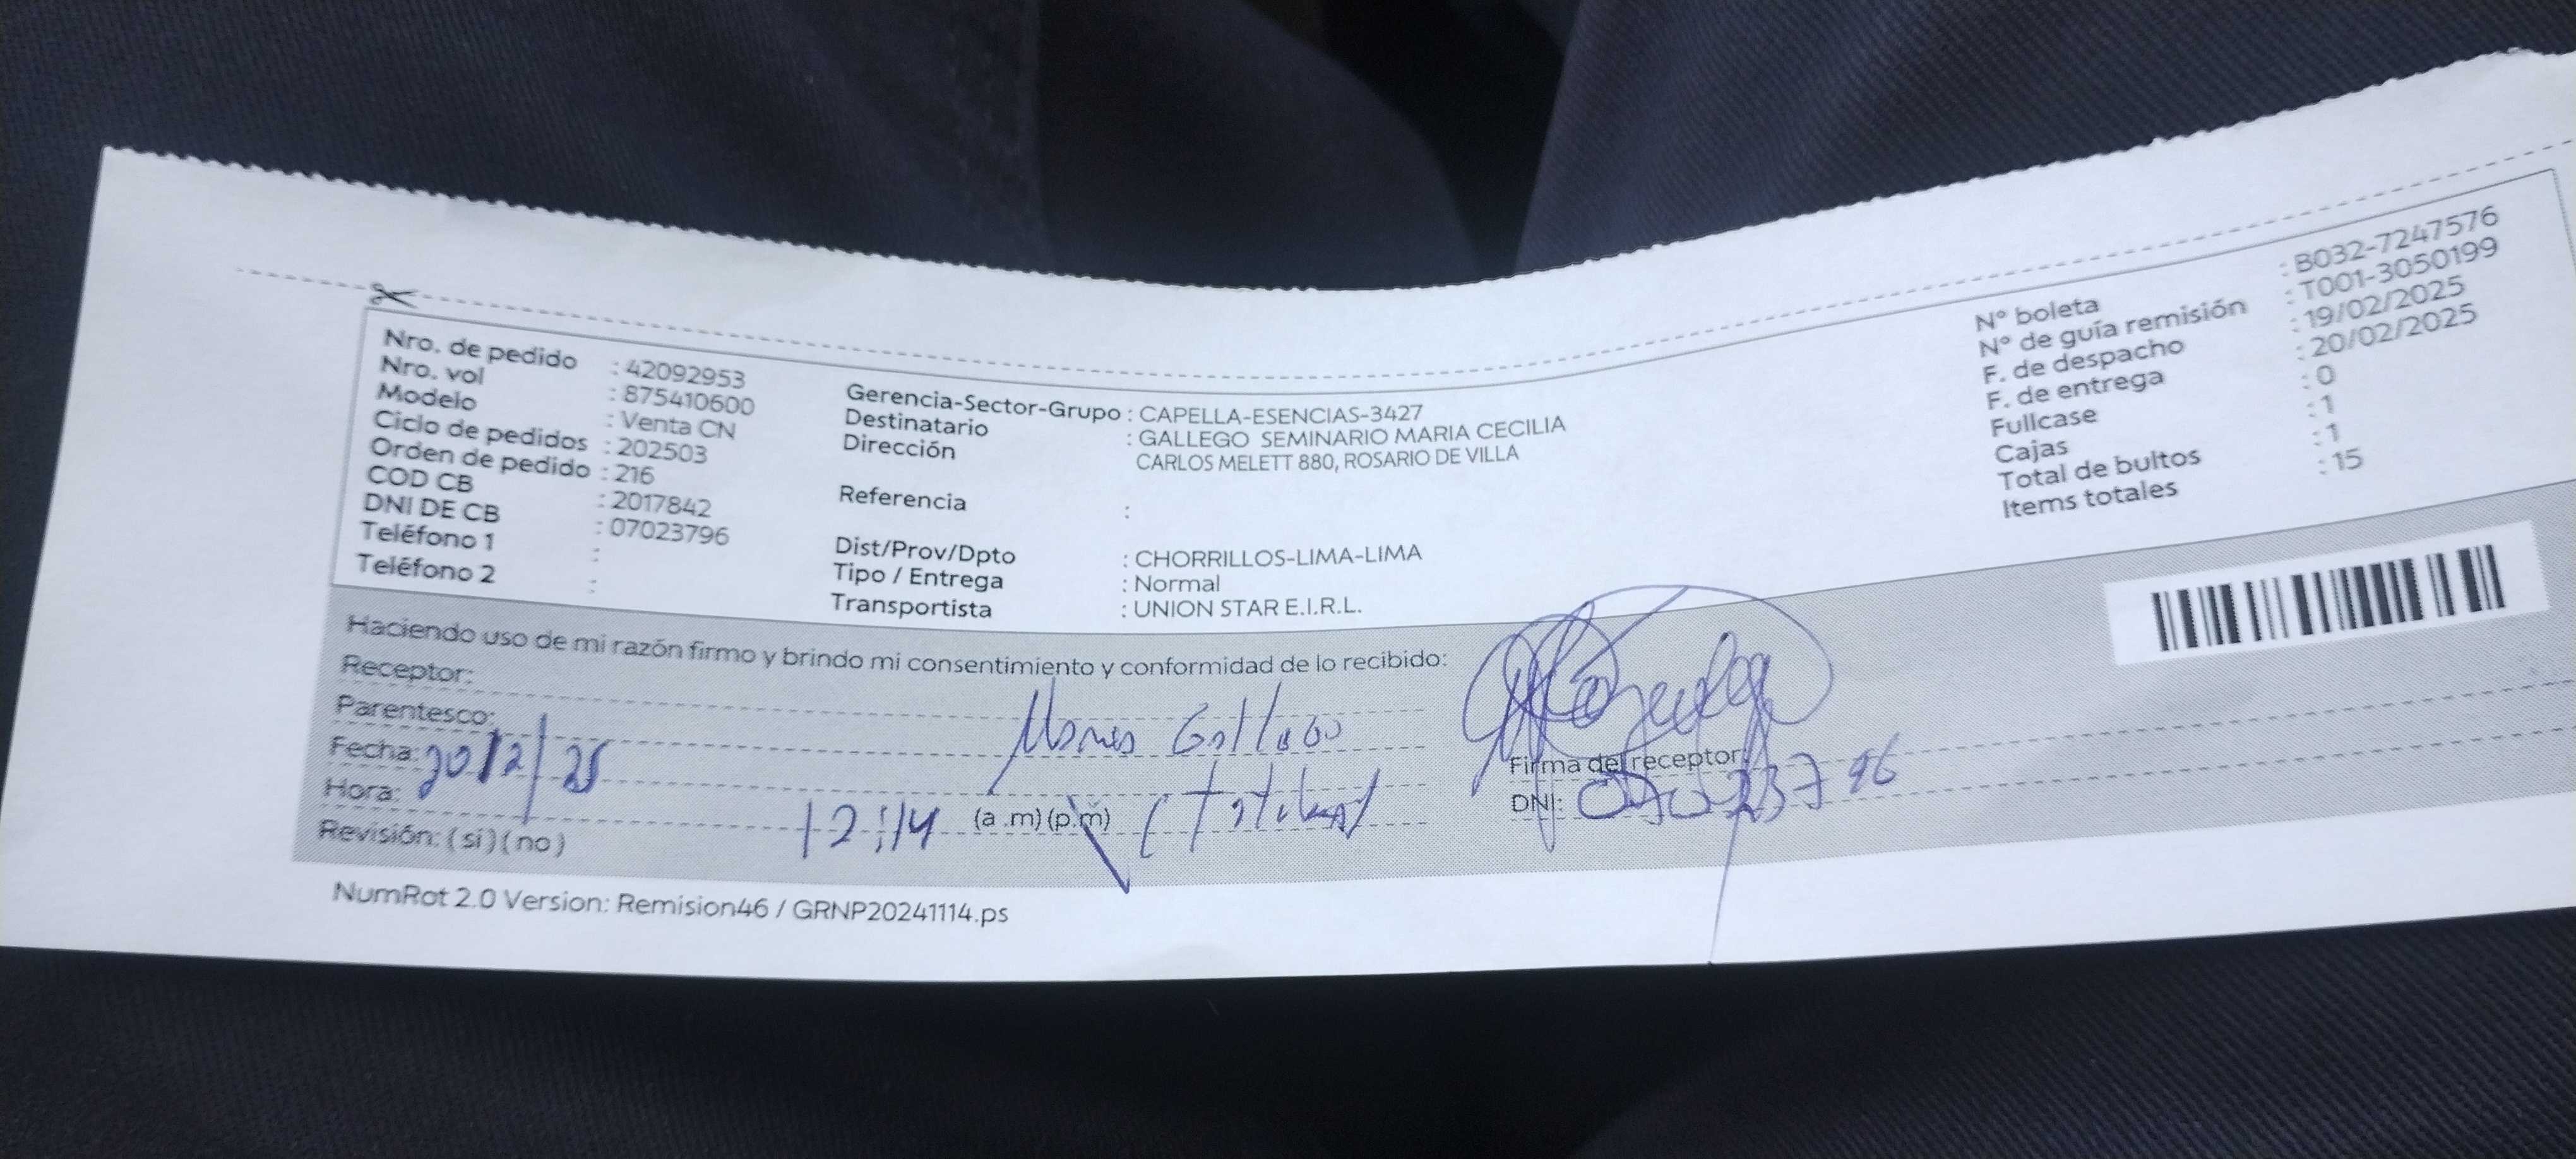 Nro. de pedido : 42092953
Nro. vol : 875410600
Modelo : Venta CN
Ciclo de pedidos : 202503
Orden de pedido : 216
COD CB : 2017842
DNI DE CB : 07023796
Teléfono 1 :
Teléfono 2 :
Gerencia-Sector-Grupo : CAPELLA-ESENCIAS-3427
Destinatario : GALLEGO SEMINARIO MARIA CECILIA
Dirección CARLOS MELETT 880, ROSARIO DE VILLA
Referencia :
Dist/Prov/Dpto : CHORRILLOS-LIMA-LIMA
Tipo / Entrega : Normal
Transportista : UNION STAR E.I.R.L.
N° boleta : B032-7247576
N° de guía remisión : T001-3050199
F. de despacho : 19/02/2025
F. de entrega : 20/02/2025
Fullcase : 0
Cajas : 1
Total de bultos : 1
Items totales : 15
Haciendo uso de mi razón firmo y brindo mi consentimiento y conformidad de lo recibido:
Receptor:
Parentesco:
Fecha: 20/2/25
Hora: 12:14 (a .m) (p.m)
Revisión: ( si ) ( no )
Firma del receptor
DNI: 07023796
NumRot 2.0 Version: Remision46 / GRNP20241114.ps